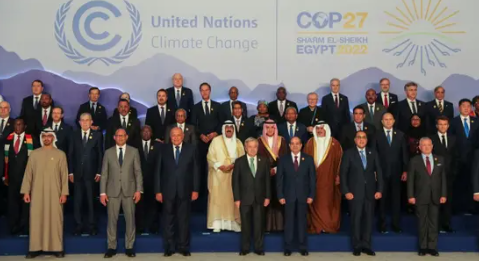 United Nations
Climate Change
COP27
SHARM EL-SHEIKH
EGYPT 2022